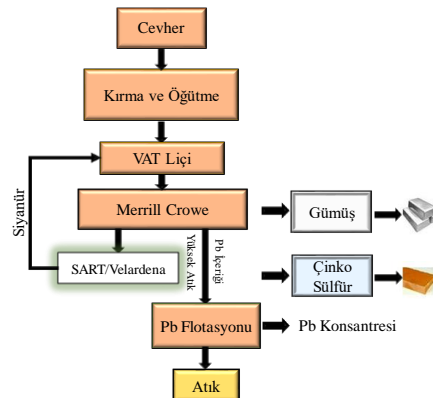 Cevher
Kırma ve Öğütme
VAT Liçi
Siyanür
Merrill Crowe
Gümüş
SART/Velardena
Pb İçeriği
Yüksek Atık
Çinko
Sülfür
Pb Flotasyonu
Pb Konsantresi
Atık